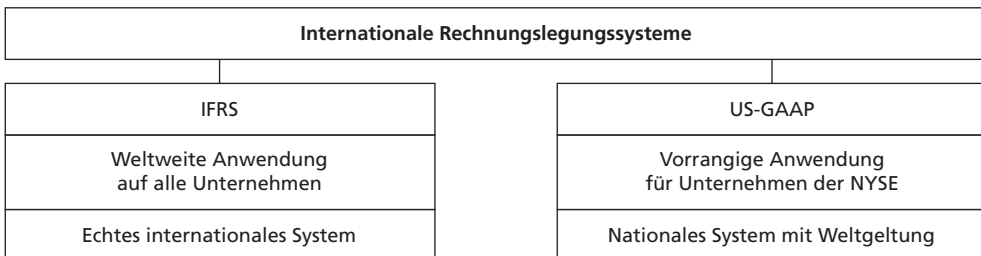 Internationale Rechnungslegungssysteme
IFRS
Weltweite Anwendung
auf alle Unternehmen
Echtes internationales System
US-GAAP
Vorrangige Anwendung
für Unternehmen der NYSE
Nationales System mit Weltgeltung